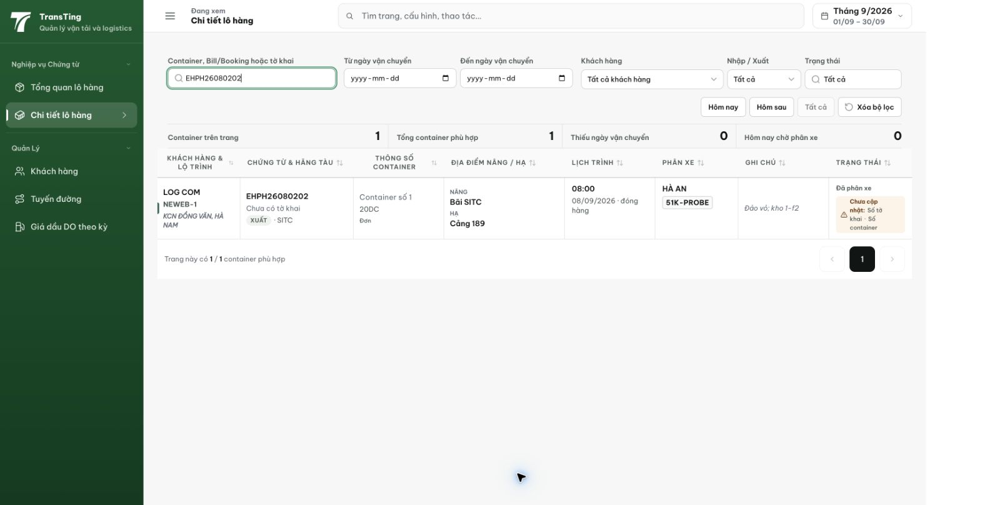 TransTing
Quản lý vận tải và logistics
Nghiệp vụ Chứng từ
Tổng quan lô hàng
Chi tiết lô hàng
Quản Lý
Khách hàng
Tuyến đường
Giá dầu DO theo kỳ
Đang xem
Chi tiết lô hàng
Tìm trang, cấu hình, thao tác...
Tháng 9/2026
01/09 – 30/09
Container, Bill/Booking hoặc tờ khai
EHPH26080202
Từ ngày vận chuyển
yyyy-mm-dd
Đến ngày vận chuyển
yyyy-mm-dd
Khách hàng
Tất cả khách hàng
Nhập / Xuất
Tất cả
Trạng thái
Tất cả
Hôm nay
Hôm sau
Tất cả
Xóa bộ lọc
Container trên trang 1
Tổng container phù hợp 1
Thiếu ngày vận chuyển 0
Hôm nay chờ phân xe 0
KHÁCH HÀNG &
LỘ TRÌNH
CHỨNG TỪ & HÃNG TÀU
THÔNG SỐ
CONTAINER
ĐỊA ĐIỂM NÂNG / HẠ
LỊCH TRÌNH
PHÂN XE
GHI CHÚ
TRẠNG THÁI
LOG COM
NEWEB-1
KCN ĐỒNG VĂN, HÀ
NAM
EHPH26080202
Chưa có tờ khai
XUẤT · SITC
Container số 1
20DC
Đơn
NÂNG
Bãi SITC
HẠ
Cảng 189
08:00
08/09/2026 · đóng
hàng
HÀ AN
51K-PROBE
Đảo vỏ; kho 1-f2
Đã phân xe
Chưa cập
nhật: Số tờ
khai · Số
container
Trang này có 1 / 1 container phù hợp
1